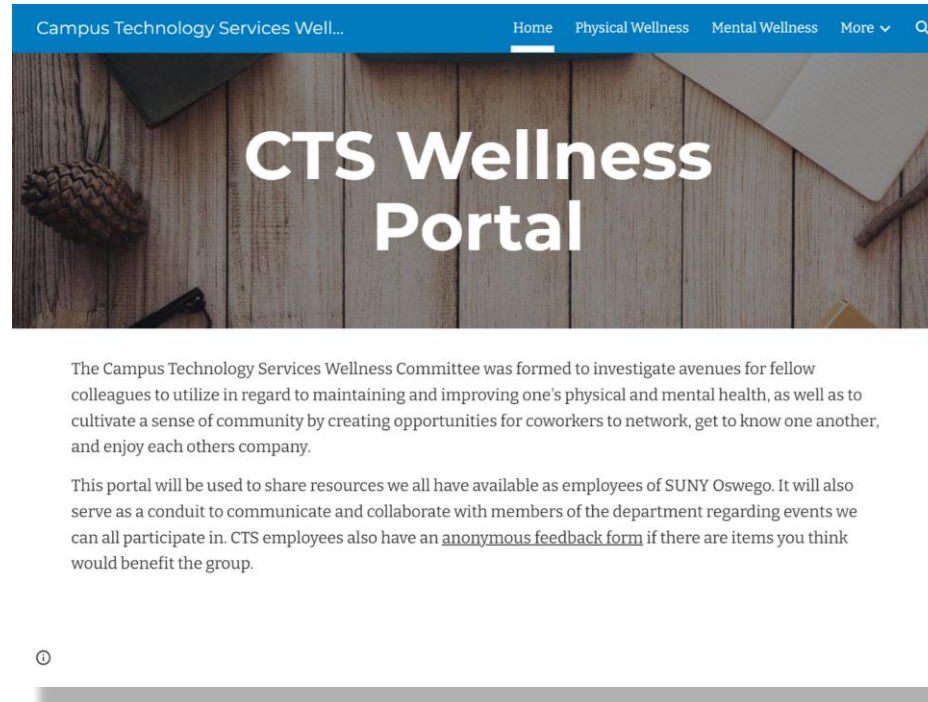 Campus Technology Services Well...
Home Physical Wellness Mental Wellness More
CTS Wellness
Portal
The Campus Technology Services Wellness Committee was formed to investigate avenues for fellow
colleagues to utilize in regard to maintaining and improving one's physical and mental health, as well as to
cultivate a sense of community by creating opportunities for coworkers to network, get to know one another,
and enjoy each others company.
This portal will be used to share resources we all have available as employees of SUNY Oswego. It will also
serve as a conduit to communicate and collaborate with members of the department regarding events we
can all participate in. CTS employees also have an anonymous feedback form if there are items you think
would benefit the group.